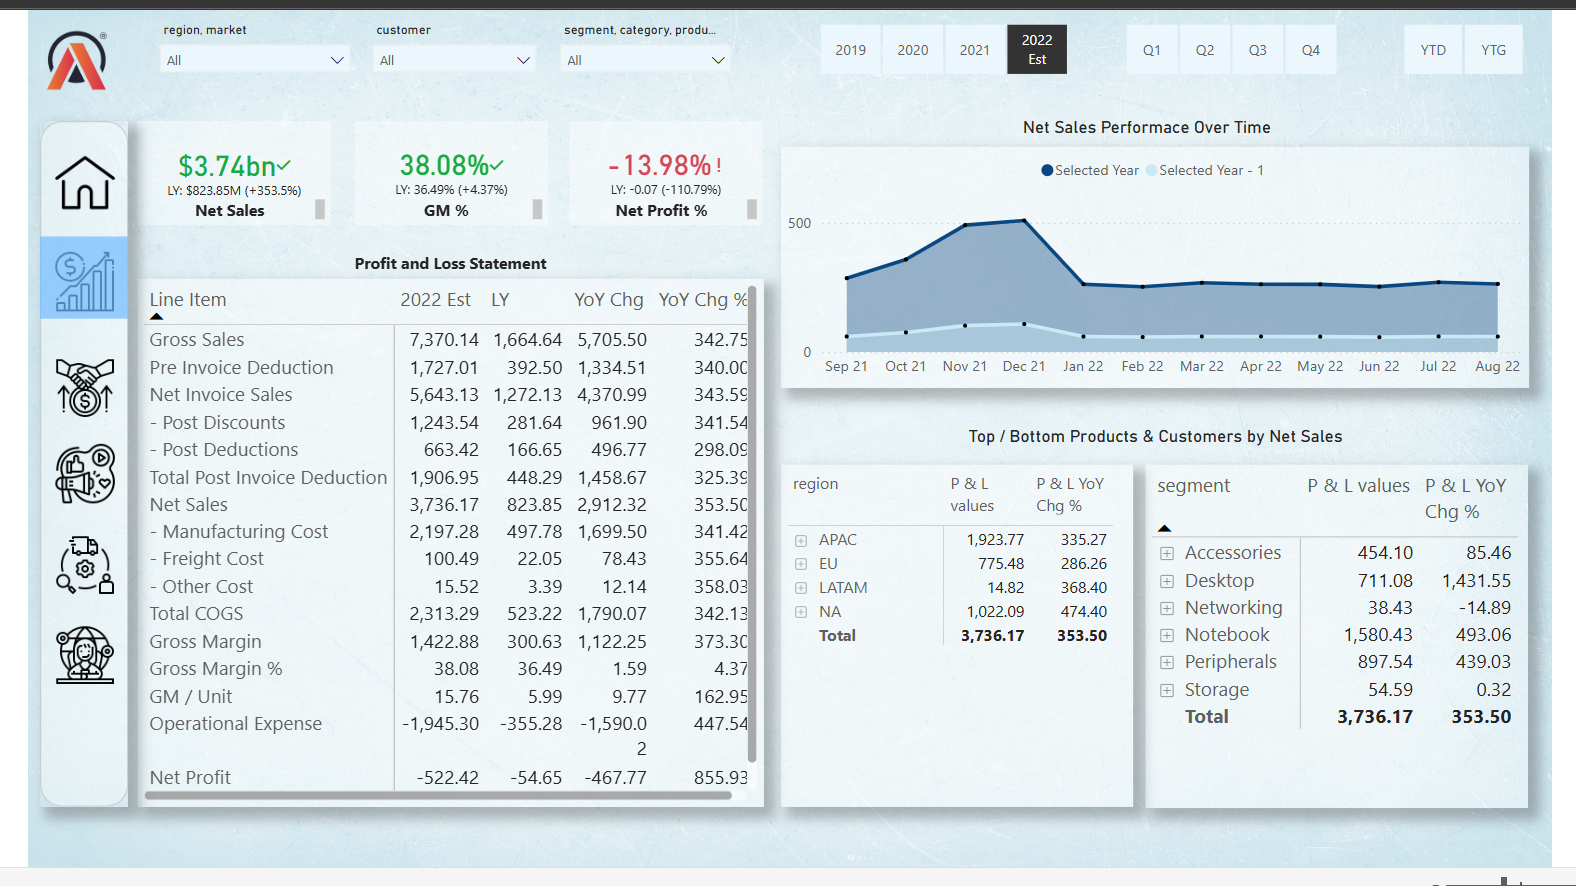 region, market
customer
segment, category, produ...
All
All
All
2019
2020
2021
2022
Est
Q1
Q2
Q3
Q4
YTD
YTG
®
$3.74bn
LY: $823.85M (+353.5%)
Net Sales
38.08%
LY: 36.49% (+4.37%)
GM %
-13.98% !
LY: -0.07 (-110.79%)
Net Profit %
Profit and Loss Statement
Line Item 2022 Est LY YoY Chg YoY Chg %
Gross Sales 7,370.14 1,664.64 5,705.50 342.75
Pre Invoice Deduction 1,727.01 392.50 1,334.51 340.00
Net Invoice Sales 5,643.13 1,272.13 4,370.99 343.59
- Post Discounts 1,243.54 281.64 961.90 341.54
- Post Deductions 663.42 166.65 496.77 298.09
Total Post Invoice Deduction 1,906.95 448.29 1,458.67 325.39
Net Sales 3,736.17 823.85 2,912.32 353.50
- Manufacturing Cost 2,197.28 497.78 1,699.50 341.42
- Freight Cost 100.49 22.05 78.43 355.64
- Other Cost 15.52 3.39 12.14 358.03
Total COGS 2,313.29 523.22 1,790.07 342.13
Gross Margin 1,422.88 300.63 1,122.25 373.30
Gross Margin % 38.08 36.49 1.59 4.37
GM / Unit 15.76 5.99 9.77 162.95
Operational Expense -1,945.30 -355.28 -1,590.0 447.54
2
Net Profit -522.42 -54.65 -467.77 855.93
Net Sales Performace Over Time
Selected Year Selected Year - 1
500
0
Sep 21 Oct 21 Nov 21 Dec 21 Jan 22 Feb 22 Mar 22 Apr 22 May 22 Jun 22 Jul 22 Aug 22
Top / Bottom Products & Customers by Net Sales
region P & L P & L YoY
values Chg %
APAC 1,923.77 335.27
EU 775.48 286.26
LATAM 14.82 368.40
NA 1,022.09 474.40
Total 3,736.17 353.50
segment P & L values P & L YoY
Chg %
Accessories 454.10 85.46
Desktop 711.08 1,431.55
Networking 38.43 -14.89
Notebook 1,580.43 493.06
Peripherals 897.54 439.03
Storage 54.59 0.32
Total 3,736.17 353.50